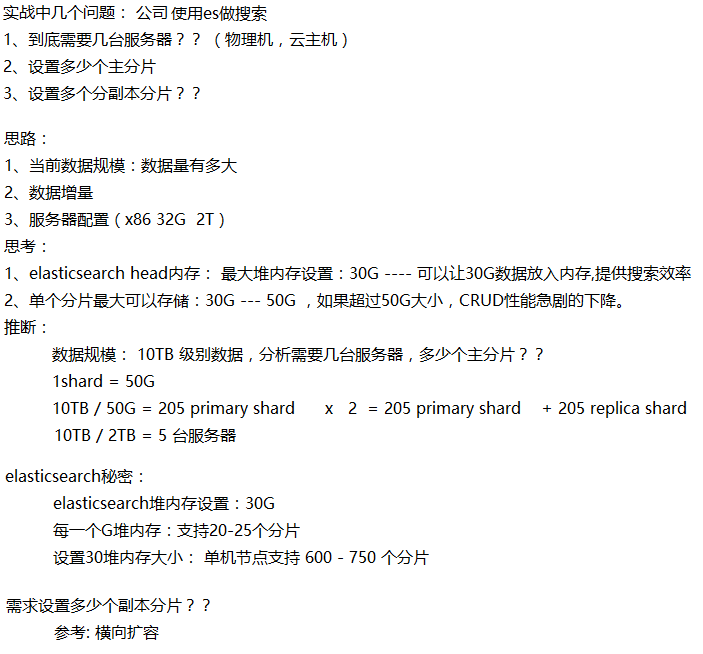 实战中几个问题： 公司 使用es做搜索
1、到底需要几台服务器？？（物理机，云主机）
2、设置多少个主分片
3、设置多个分副本分片？？
思路：
1、当前数据规模：数据量有多大
2、数据增量
3、服务器配置（x86 32G 2T）
思考：
1、elasticsearch head内存： 最大堆内存设置：30G ---- 可以让30G数据放入内存,提供搜索效率
2、单个分片最大可以存储：30G --- 50G ，如果超过50G大小，CRUD性能急剧的下降。
推断：
数据规模： 10TB 级别数据，分析需要几台服务器，多少个主分片？？
1shard = 50G
10TB / 50G = 205 primary shard x 2 = 205 primary shard + 205 replica shard
10TB / 2TB = 5 台服务器
elasticsearch秘密：
elasticsearch堆内存设置：30G
每一个G堆内存：支持20-25个分片
设置30堆内存大小： 单机节点支持 600 - 750 个分片
需求设置多少个副本分片？？
参考: 横向扩容